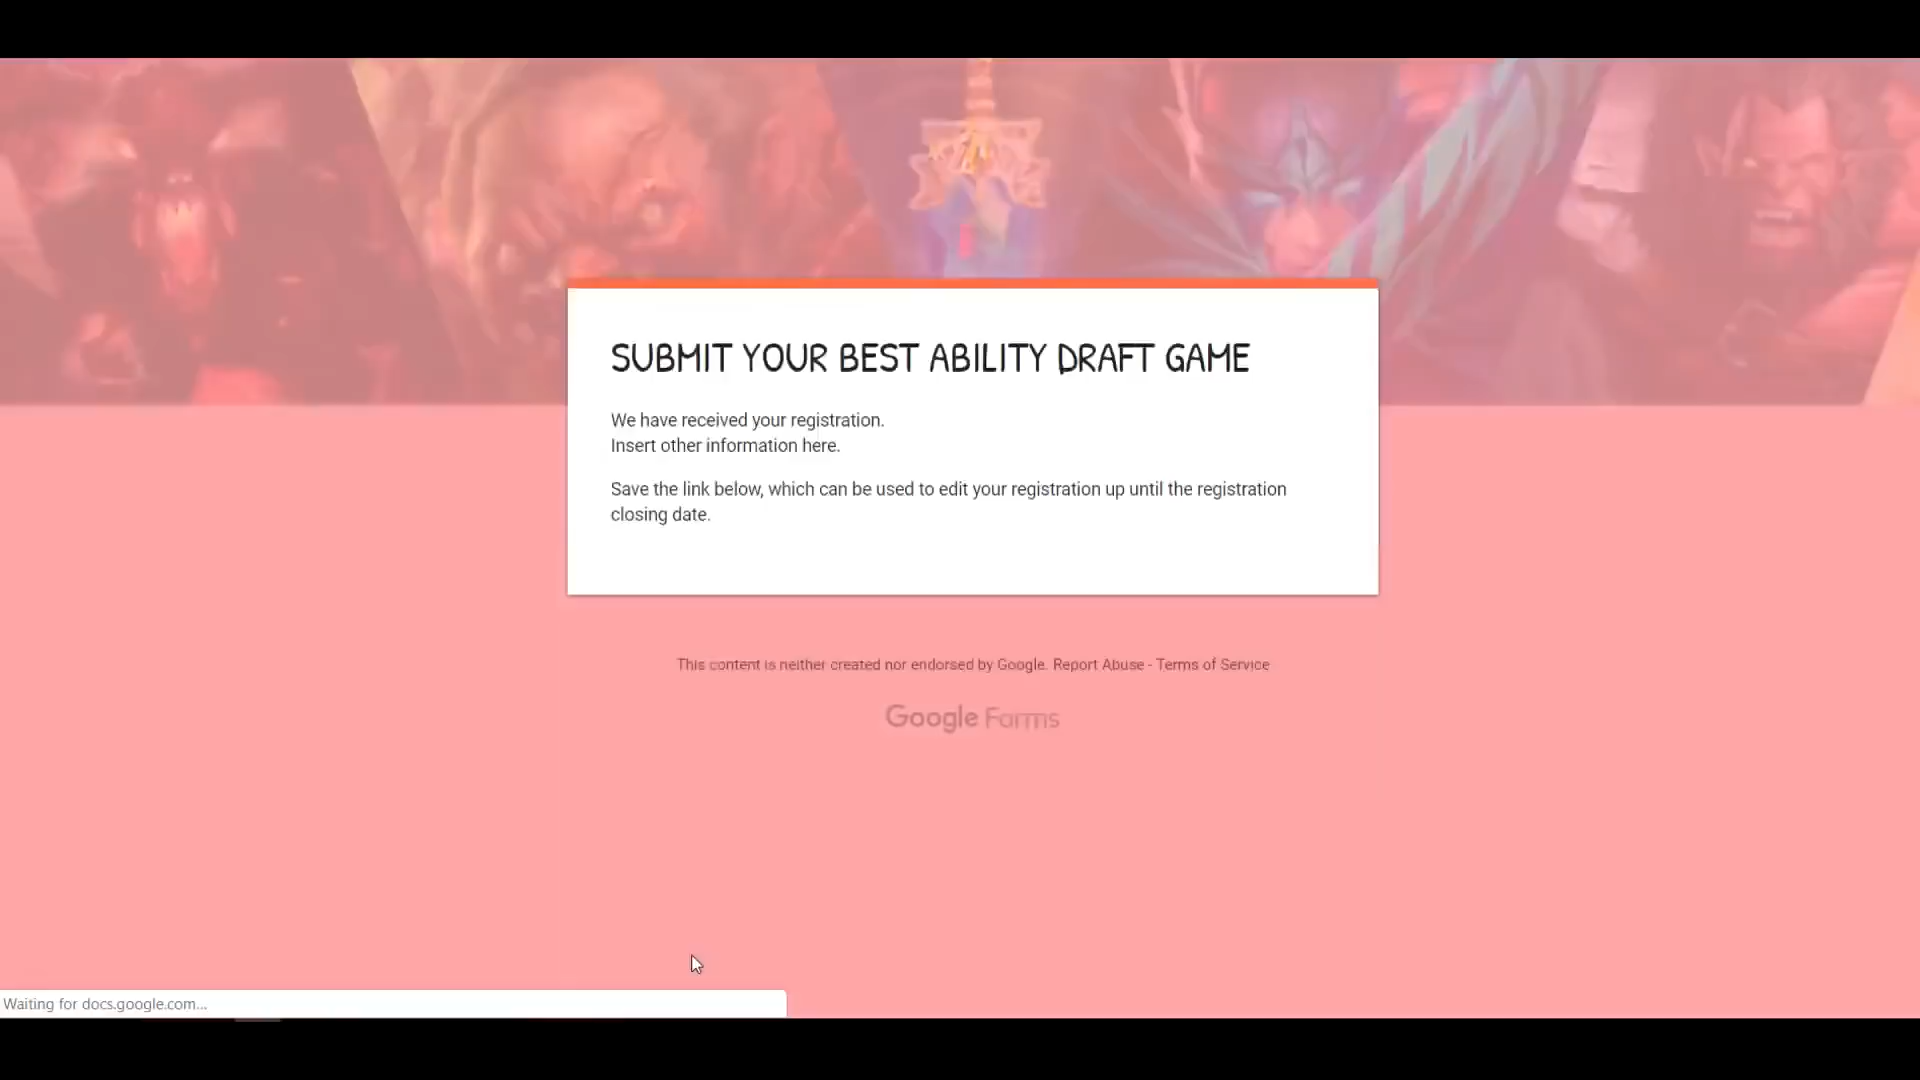 SUBMIT YOUR BEST ABILITY DRAFT GAME
We have received your registration.
Insert other information here.
Save the link below, which can be used to edit your registration up until the registration
closing date.
This content is neither created nor endorsed by Google. Report Abuse - Terms of Service
Google Forms
Waiting for docs.google.com...